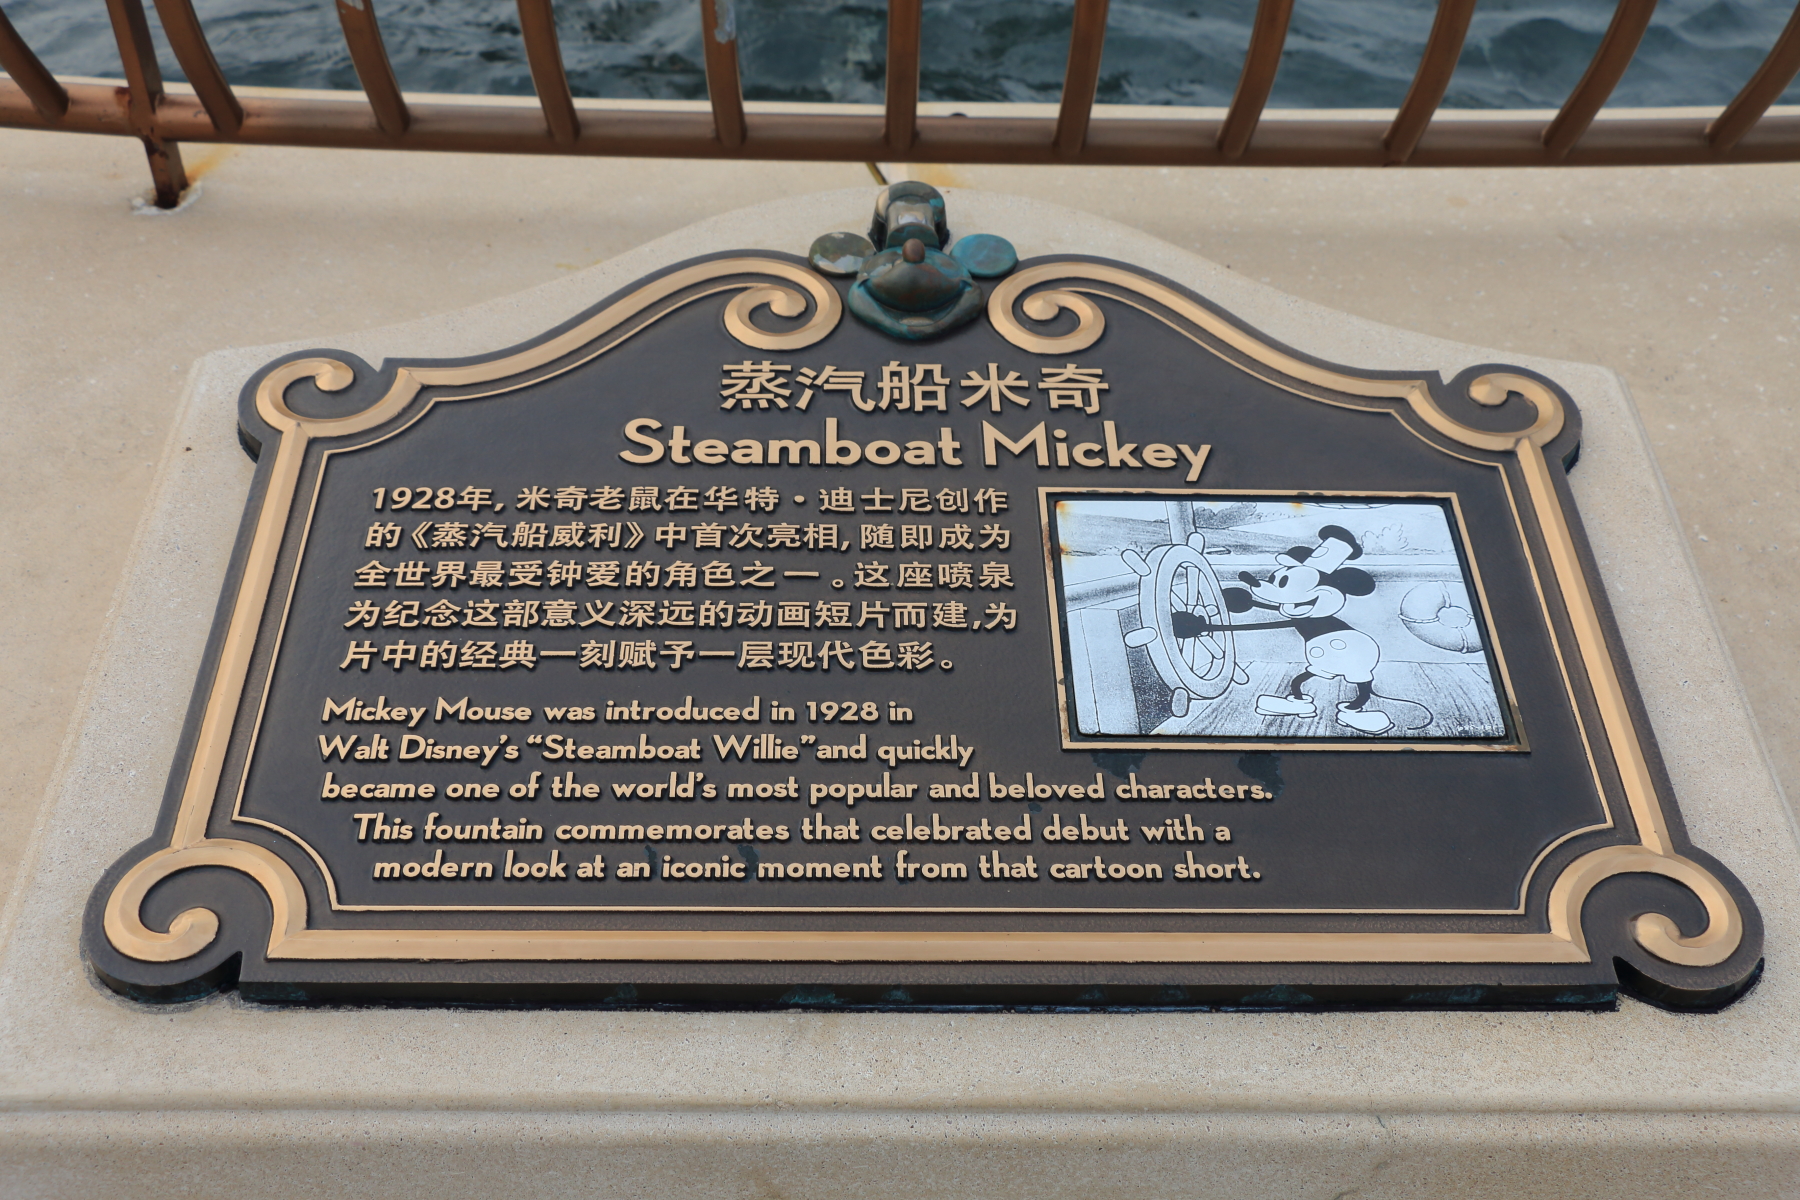 蒸汽船米奇
Steamboat Mickey
1928年，米奇老鼠在华特·迪士尼创作
的《蒸汽船威利》中首次亮相，随即成为
全世界最受钟爱的角色之一。这座喷泉
为纪念这部意义深远的动画短片而建，为
片中的经典一刻赋予一层现代色彩。
Mickey Mouse was introduced in 1928 in
Walt Disney's “Steamboat Willie”and quickly
became one of the world's most popular and beloved characters.
This fountain commemorates that celebrated debut with a
modern look at an iconic moment from that cartoon short.